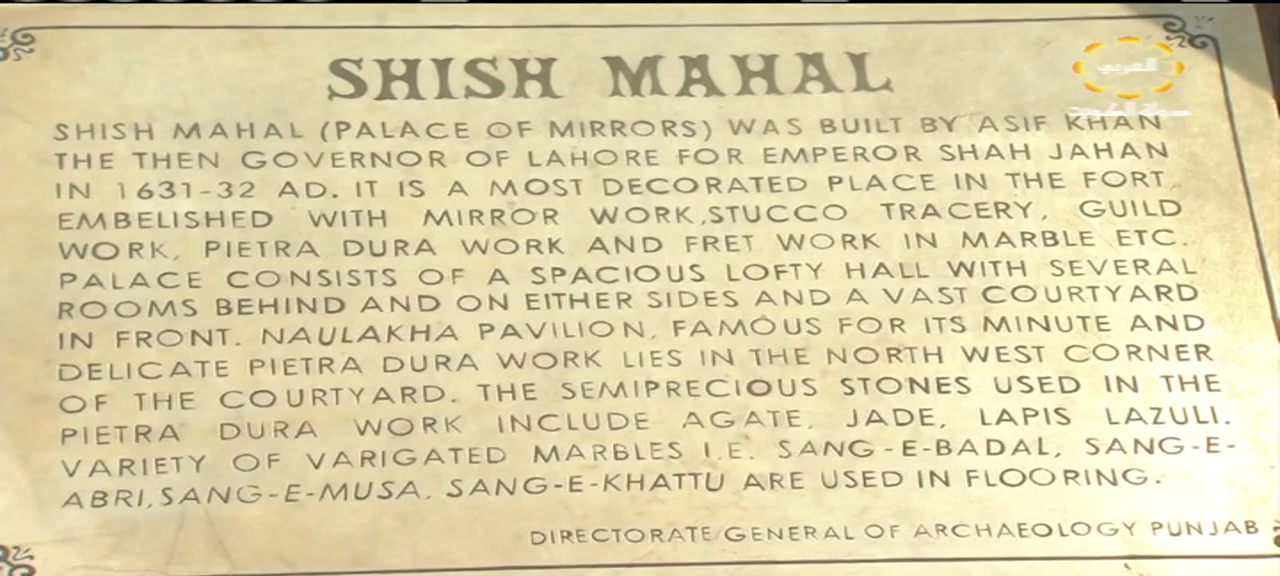 SHISH MAHAL
العربي
SHISH MAHAL (PALACE OF MIRRORS) WAS BUILT BY ASIF KHAN
THE THEN GOVERNOR OF LAHORE FOR EMPEROR SHAH JAHAN
IN 1631-32 AD. IT IS A MOST DECORATED PLACE IN THE FORT,
EMBELISHED WITH MIRROR WORK,STUCCO TRACERY, GUILD
WORK, PIETRA DURA WORK AND FRET WORK IN MARBLE ETC.
PALACE CONSISTS OF A SPACIOUS LOFTY HALL WITH SEVERAL
ROOMS BEHIND AND ON EITHER SIDES AND A VAST COURTYARD
IN FRONT. NAULAKHA PAVILION, FAMOUS FOR ITS MINUTE AND
DELICATE PIETRA DURA WORK LIES IN THE NORTH WEST CORNER
OF THE COURTYARD. THE SEMIPRECIOUS STONES USED IN THE
PIETRA DURA WORK INCLUDE AGATE, JADE, LAPIS LAZULI.
VARIETY OF VARIGATED MARBLES I.E. SANG-E-BADAL, SANG-E-
ABRI,SANG-E-MUSA, SANG-E-KHATTU ARE USED IN FLOORING.
DIRECTORATE GENERAL OF ARCHAEOLOGY PUNJAB